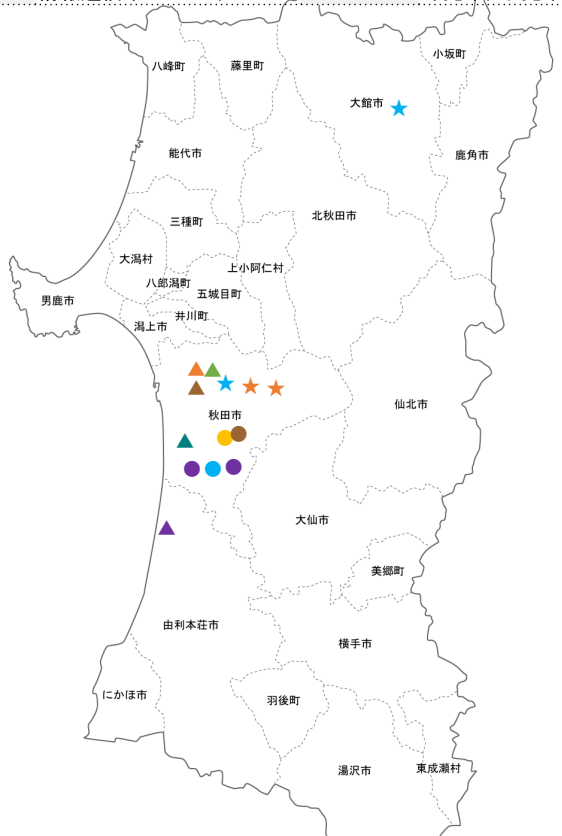 小坂町
八峰町
藤里町
大館市
能代市
鹿角市
北秋田市
三種町
大潟村
上小阿仁村
八郎潟町
五城目町
男鹿市
井川町
潟上市
仙北市
秋田市
大仙市
美郷町
由利本荘市
横手市
にかほ市
羽後町
湯沢市
東成瀬村